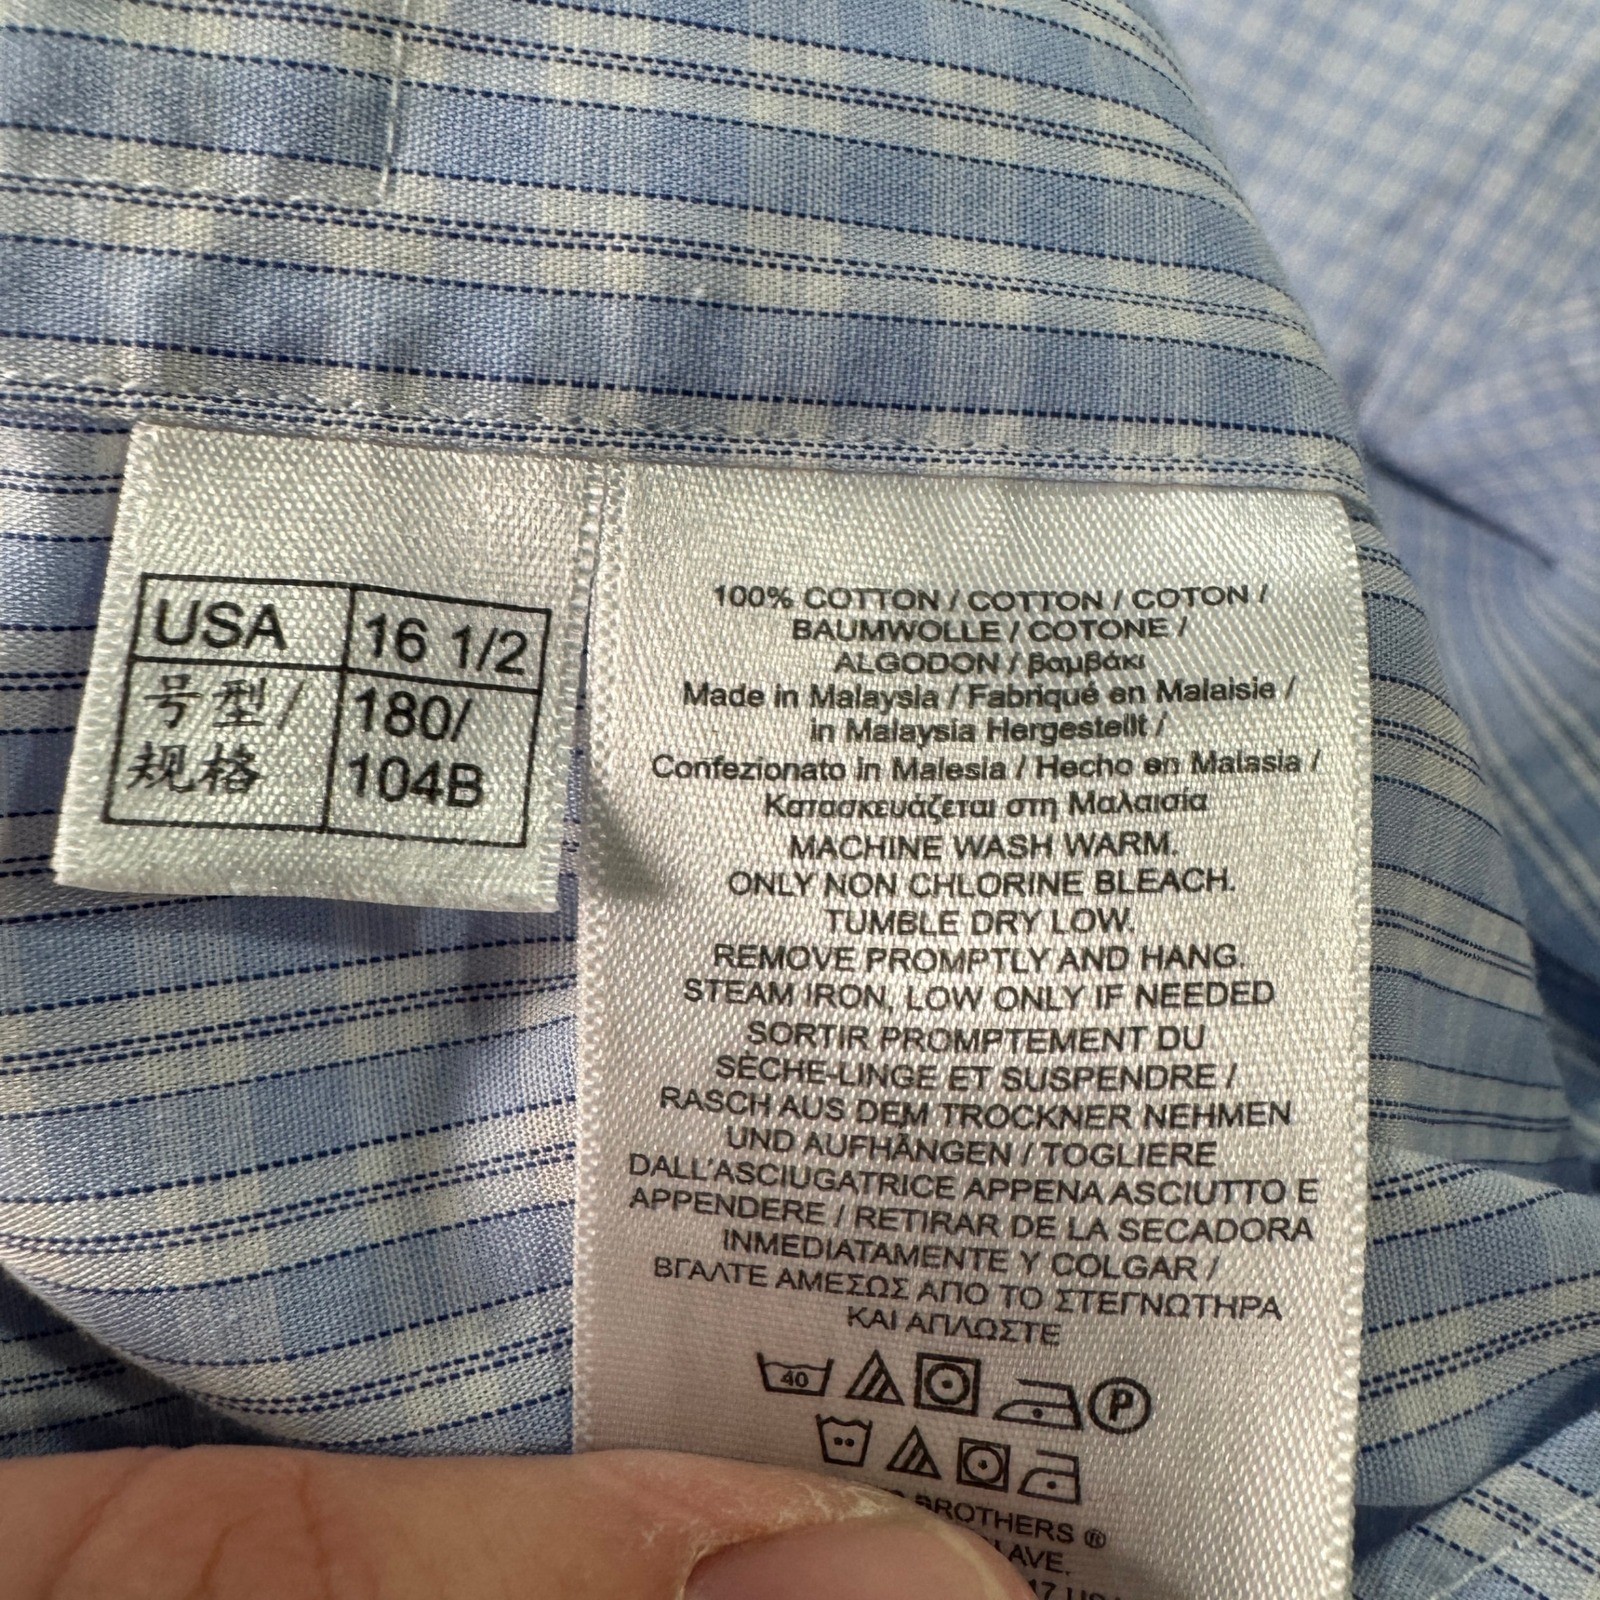 USA 16 1/2
号型/ 180/
规格 104B
100% COTTON / COTTON / COTON /
BAUMWOLLE / COTONE /
ALGODON / βαμβάκι
Made in Malaysia / Fabriqué en Malaisie /
in Malaysia Hergestellt /
Confezionato in Malesia / Hecho en Malasia /
Κατασκευάζεται στη Μαλαισία
MACHINE WASH WARM.
ONLY NON CHLORINE BLEACH.
TUMBLE DRY LOW.
REMOVE PROMPTLY AND HANG.
STEAM IRON, LOW ONLY IF NEEDED
SORTIR PROMPTEMENT DU
SÈCHE-LINGE ET SUSPENDRE /
RASCH AUS DEM TROCKNER NEHMEN
UND AUFHÄNGEN / TOGLIERE
DALL'ASCIUGATRICE APPENA ASCIUTTO E
APPENDERE / RETIRAR DE LA SECADORA
INMEDIATAMENTE Y COLGAR /
ΒΓΑΛΤΕ ΑΜΕΣΩΣ ΑΠΟ ΤΟ ΣΤΕΓΝΩΤΗΡΑ
ΚΑΙ ΑΠΛΩΣΤΕ
40 P
BROTHERS ®
AVE.